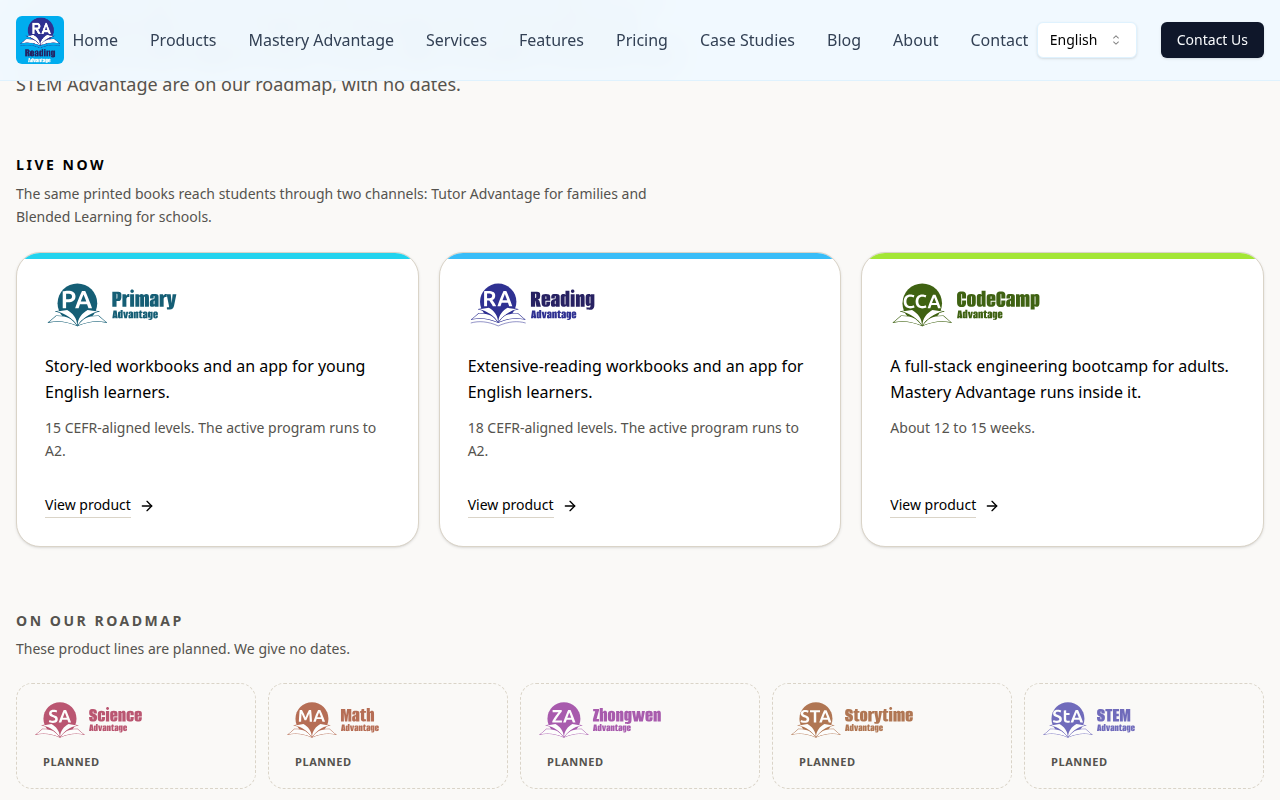 RA
Reading
Advantage
Home
Products
Mastery Advantage
Services
Features
Pricing
Case Studies
Blog
About
Contact
English
Contact Us
STEM Advantage are on our roadmap, with no dates.
LIVE NOW
The same printed books reach students through two channels: Tutor Advantage for families and
Blended Learning for schools.
PA
Primary
Advantage
Story-led workbooks and an app for young
English learners.
15 CEFR-aligned levels. The active program runs to
A2.
View product
RA
Reading
Advantage
Extensive-reading workbooks and an app for
English learners.
18 CEFR-aligned levels. The active program runs to
A2.
View product
CCA
CodeCamp
Advantage
A full-stack engineering bootcamp for adults.
Mastery Advantage runs inside it.
About 12 to 15 weeks.
View product
ON OUR ROADMAP
These product lines are planned. We give no dates.
SA
Science
Advantage
PLANNED
MA
Math
Advantage
PLANNED
ZA
Zhongwen
Advantage
PLANNED
STA
Storytime
Advantage
PLANNED
StA
STEM
Advantage
PLANNED